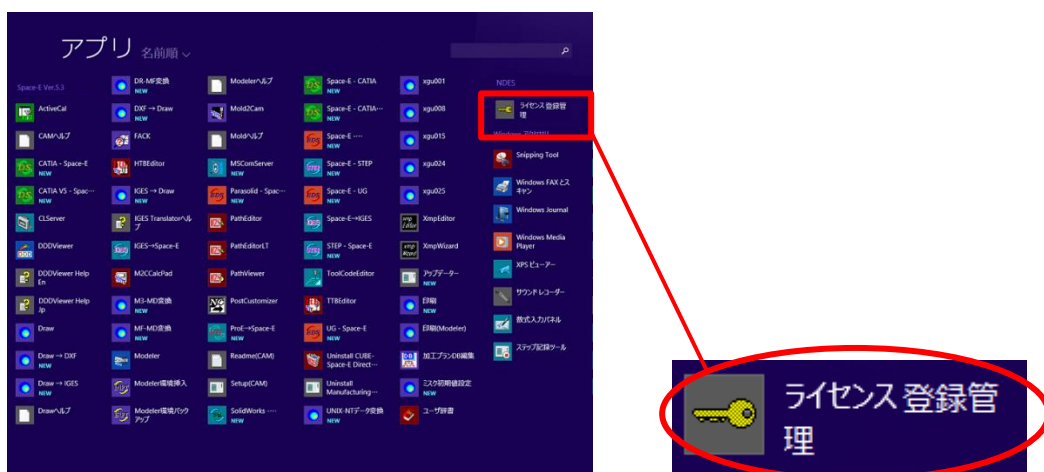 アプリ 名前順
Space-E Ver.5.3
ActiveCal
CAMヘルプ
CATIA - Space-E
NEW
CATIA V5 - Spac…
NEW
CLServer
DDDViewer
DDDViewer Help
En
DDDViewer Help
Jp
Draw
Draw → DXF
NEW
Draw → IGES
NEW
Drawヘルプ
DR-MF変換
NEW
DXF → Draw
NEW
FACK
HTBEditor
IGES → Draw
NEW
IGES Translatorヘル
プ
IGES→Space-E
NEW
M2CCalcPad
M3-MD変換
NEW
MF-MD変換
NEW
Modeler
Modeler環境挿入
Modeler環境バック
アップ
Modelerヘルプ
NEW
Mold2Cam
Moldヘルプ
MSComServer
NEW
Parasolid - Spac…
NEW
PathEditor
PathEditorLT
PathViewer
PostCustomizer
ProE→Space-E
NEW
Readme(CAM)
Setup(CAM)
SolidWorks ----
NEW
Space-E - CATIA
NEW
Space-E - CATIA…
NEW
Space-E ----
NEW
Space-E - STEP
NEW
Space-E - UG
NEW
Space-E→IGES
STEP - Space-E
NEW
ToolCodeEditor
TTBEditor
UG - Space-E
NEW
Uninstall CUBE-
Space-E Direct…
Uninstall
Manufacturing…
UNIX-NTデータ変換
NEW
xgu001
NEW
xgu008
NEW
xgu015
NEW
xgu024
NEW
xgu025
NEW
XmpEditor
XmpWizard
アップデーター
NEW
印刷
NEW
印刷(Modeler)
加工プランDB編集
ミスク初期値設定
NEW
ユーザ辞書
NDES
ライセンス 登録管
理
Windows アクセサリ
Snipping Tool
Windows FAX とス
キャン
Windows Journal
Windows Media
Player
XPS ビューアー
サウンド レコーダー
数式入力パネル
ステップ記録ツール
ライセンス 登録管
理